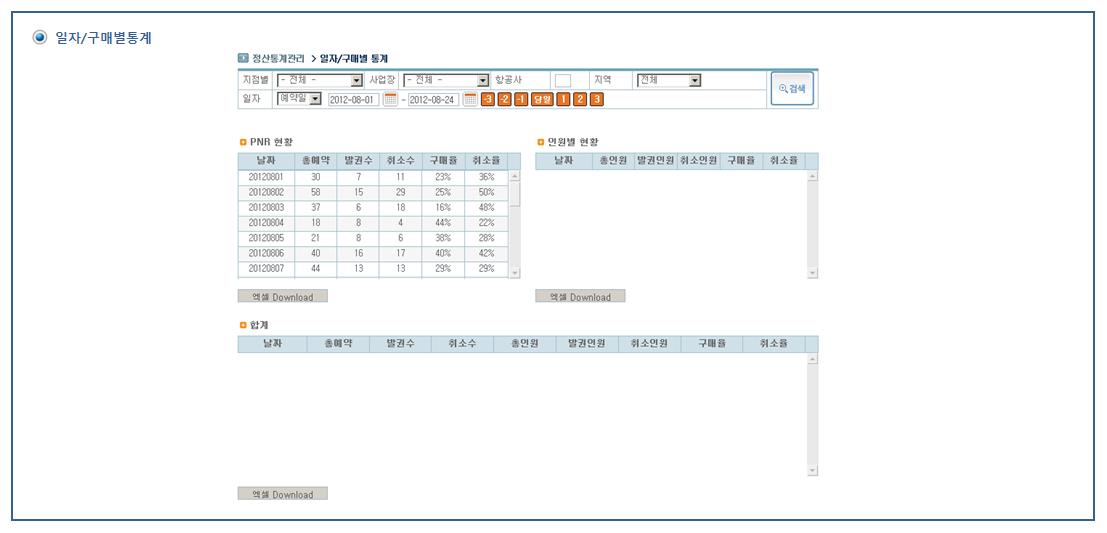 일자/구매별통계
정산통계관리 > 일자/구매별 통계
지점별 - 전체 - 사업장 - 전체 - 항공사 지역 전체
일자 예약일 2012-08-01 - 2012-08-24 -3 -2 -1 당월 1 2 3
검색
PNR 현황
날짜 총예약 발권수 취소수 구매율 취소율
20120801 30 7 11 23% 36%
20120802 58 15 29 25% 50%
20120803 37 6 18 16% 48%
20120804 18 8 4 44% 22%
20120805 21 8 6 38% 28%
20120806 40 16 17 40% 42%
20120807 44 13 13 29% 29%
엑셀 Download
인원별 현황
날짜 총인원 발권인원 취소인원 구매율 취소율
엑셀 Download
합계
날짜 총예약 발권수 취소수 총인원 발권인원 취소인원 구매율 취소율
엑셀 Download